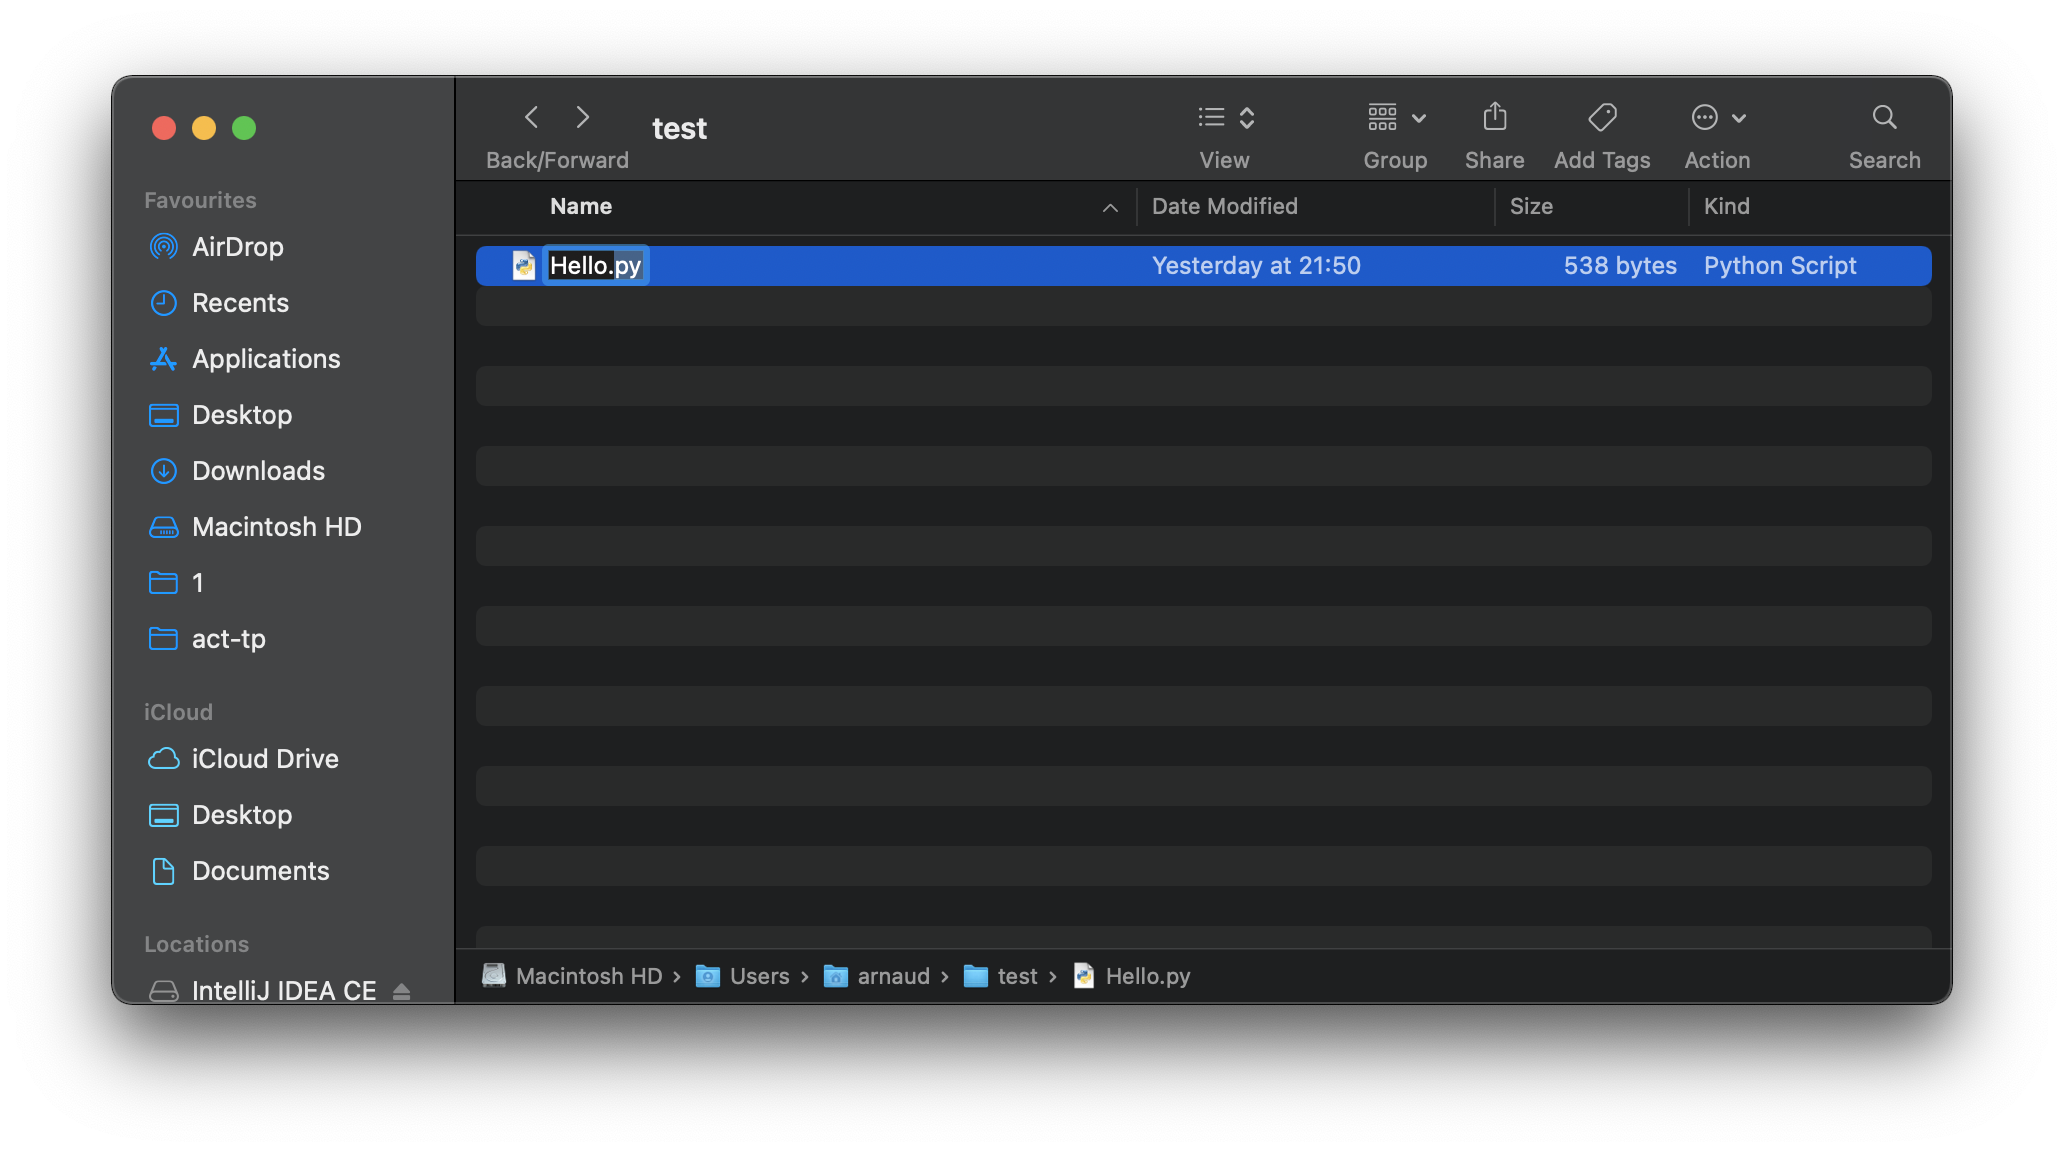 test
Back/Forward
View
Group
Share
Add Tags
Action
Search
Favourites
AirDrop
Recents
Applications
Desktop
Downloads
Macintosh HD
1
act-tp
iCloud
iCloud Drive
Desktop
Documents
Locations
IntelliJ IDEA CE
Name Date Modified Size Kind
Hello.py Yesterday at 21:50 538 bytes Python Script
Macintosh HD › Users › arnaud › test › Hello.py